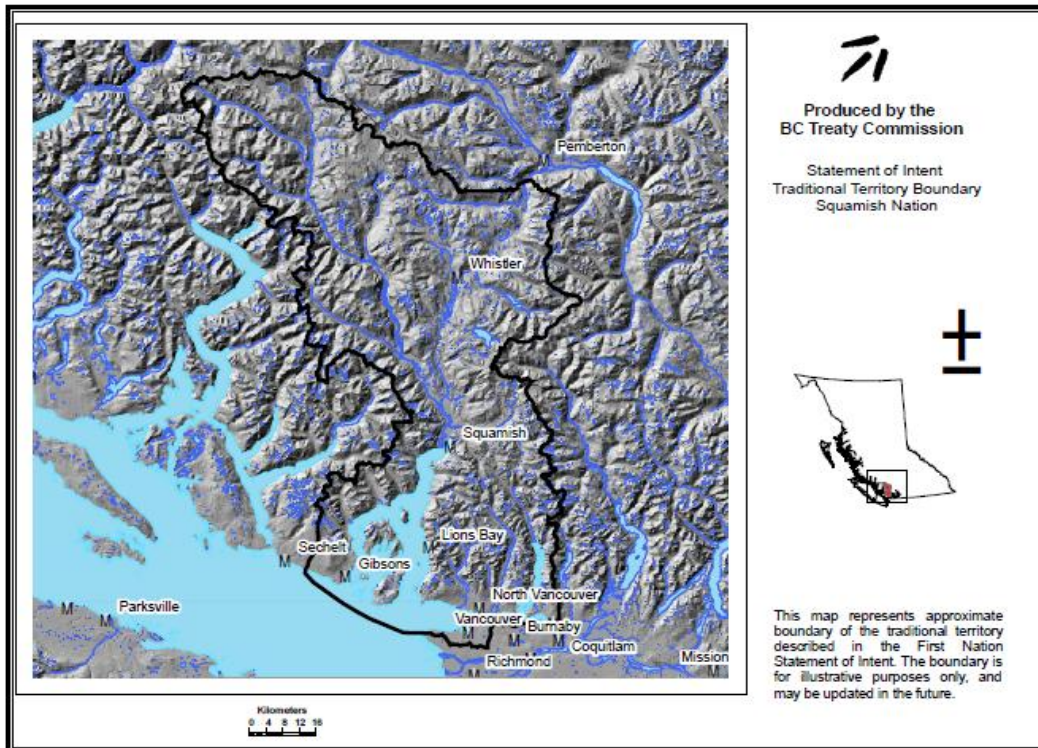 Pemberton
M
Whistler
M
Squamish
M
Lions Bay
M
Sechelt
M
Gibsons
M
North Vancouver
M
Parksville
M
M
Vancouver
M
Burnaby
M
M
Coquitlam
Richmond
M
Mission
M
Kilometers
0 4 8 12 16
Produced by the
BC Treaty Commission
Statement of Intent
Traditional Territory Boundary
Squamish Nation
This map represents approximate
boundary of the traditional territory
described in the First Nation
Statement of Intent. The boundary is
for illustrative purposes only, and
may be updated in the future.